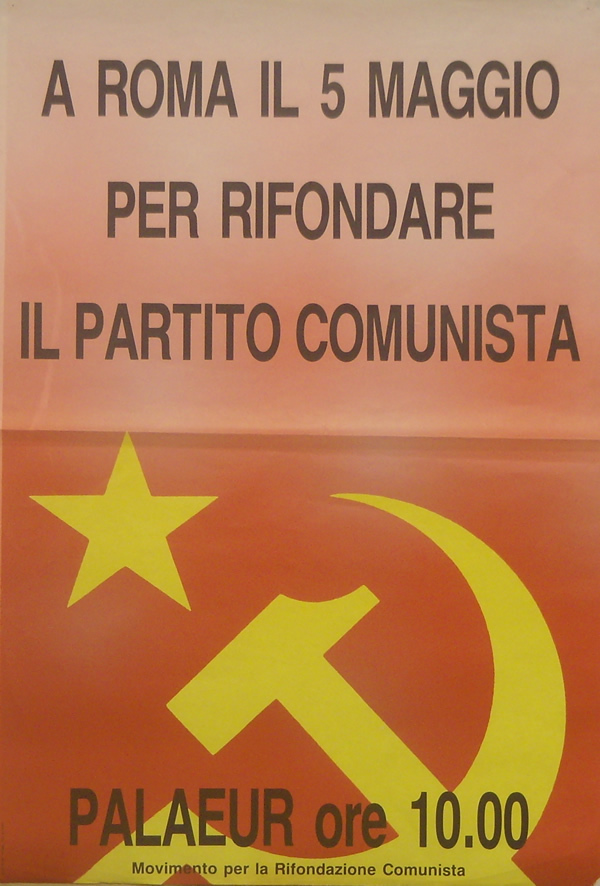 A ROMA IL 5 MAGGIO
PER RIFONDARE
IL PARTITO COMUNISTA
PALAEUR ore 10.00
Movimento per la Rifondazione Comunista